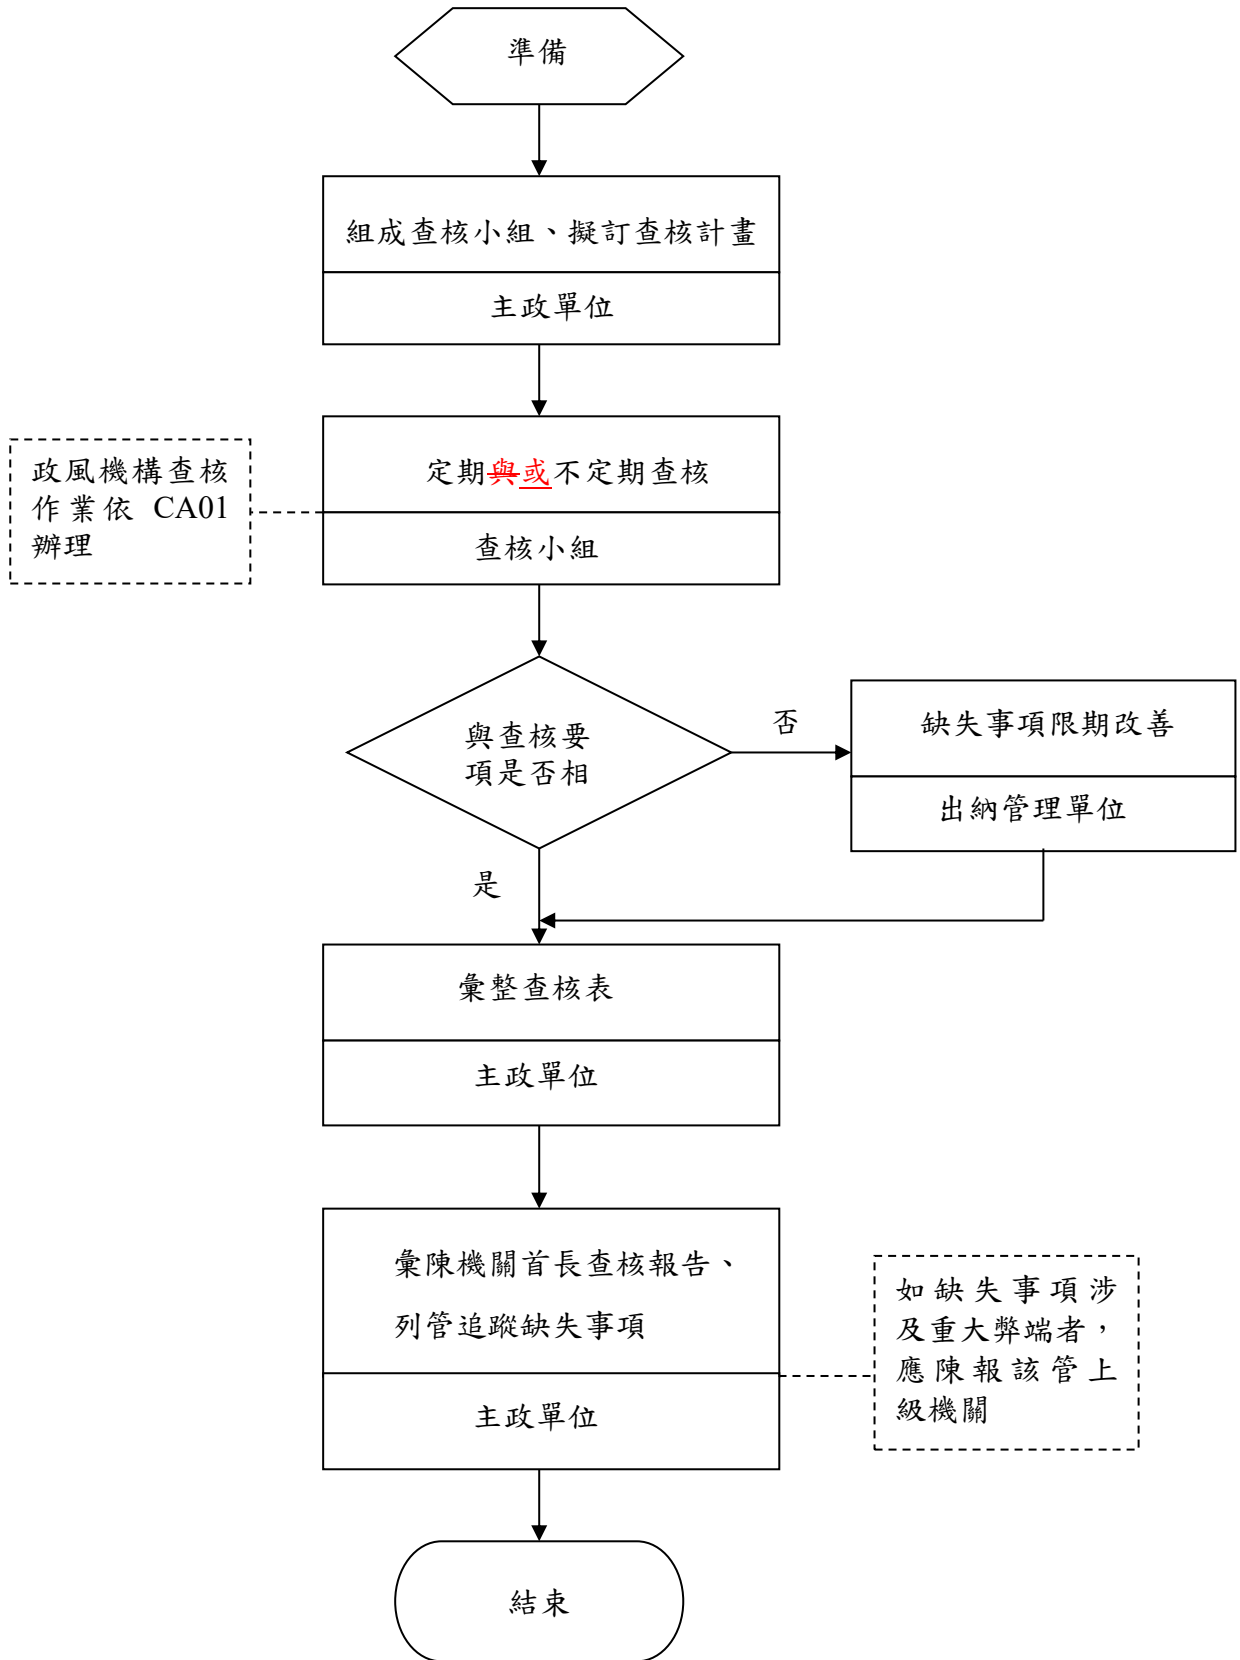 準備
組成查核小組、擬訂查核計畫
主政單位
政風機構查核
作業依 CA01
辦理
定期與或不定期查核
查核小組
與查核要
項是否相
否
缺失事項限期改善
出納管理單位
是
彙整查核表
主政單位
彙陳機關首長查核報告、
列管追蹤缺失事項
主政單位
如缺失事項涉
及重大弊端者，
應陳報該管上
級機關
結束